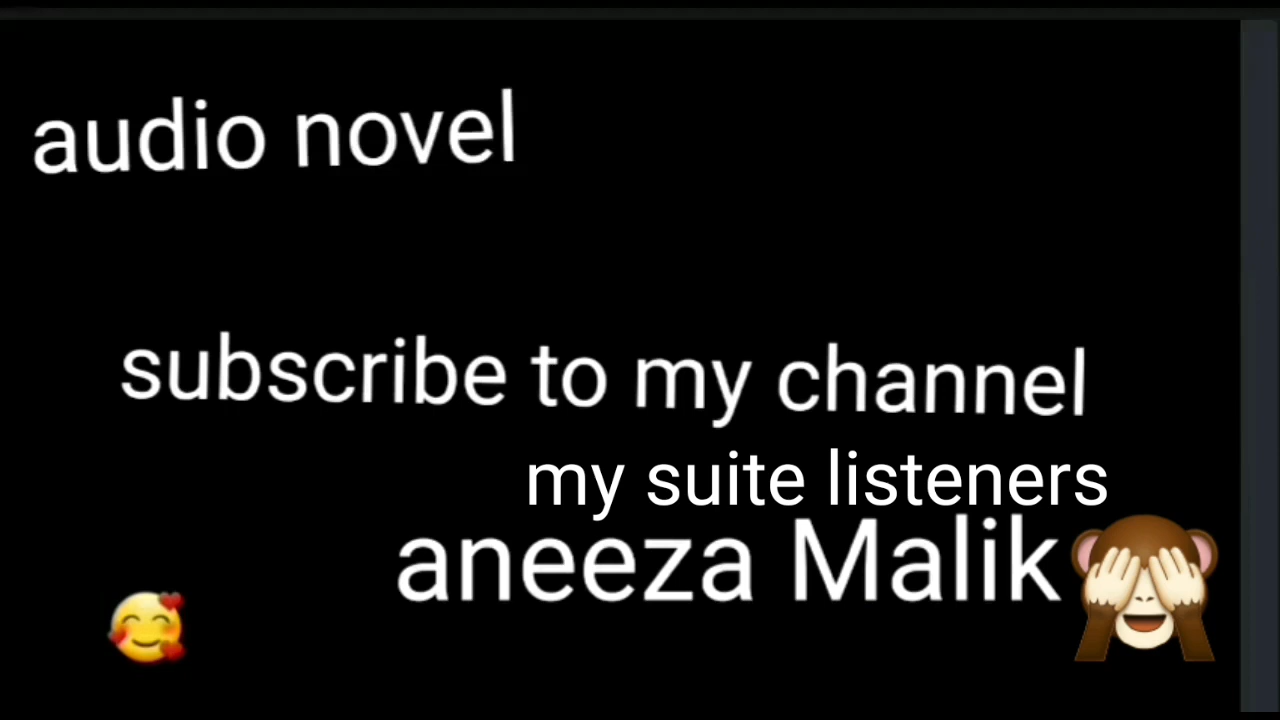 audio novel
subscribe to my channel
my suite listeners
aneeza Malik